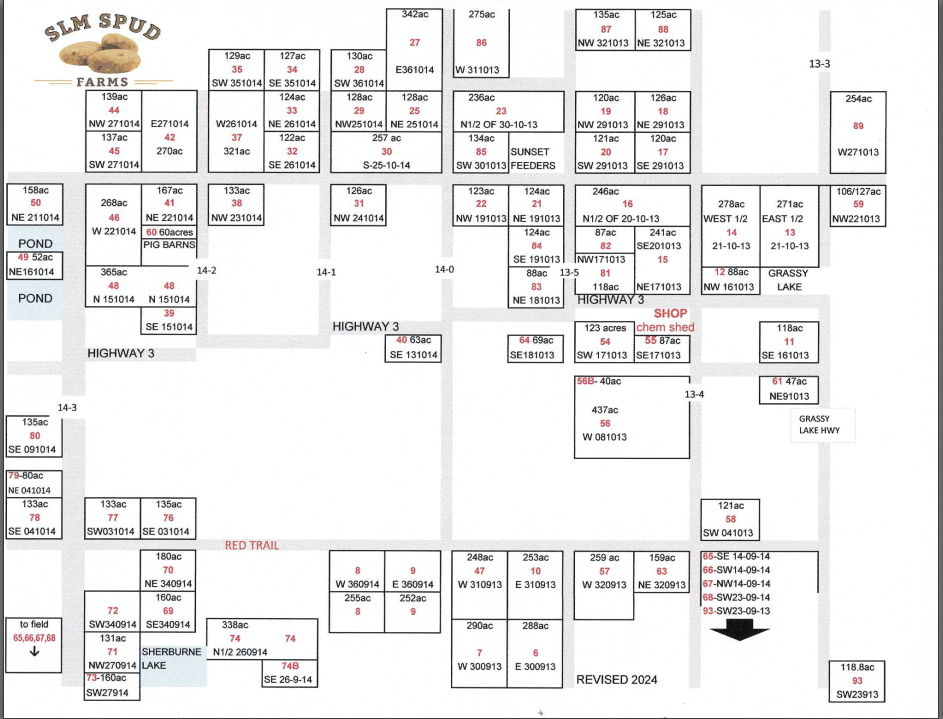 SLM SPUD
FARMS
342ac
27
E361014
275ac
86
W 311013
135ac
87
NW 321013
125ac
88
NE 321013
13-3
129ac
35
SW 351014
127ac
34
SE 351014
130ac
28
SW 361014
139ac
44
NW 271014
E271014
42
270ac
137ac
45
SW 271014
W261014
37
321ac
124ac
33
NE 261014
122ac
32
SE 261014
128ac
29
NW251014
128ac
25
NE 251014
257 ac
30
S-25-10-14
236ac
23
N1/2 OF 30-10-13
134ac
85
SW 301013
SUNSET
FEEDERS
120ac
19
NW 291013
126ac
18
NE 291013
121ac
20
SW 291013
120ac
17
SE 291013
254ac
89
W271013
158ac
50
NE 211014
POND
49 52ac
NE161014
POND
268ac
46
W 221014
167ac
41
NE 221014
60 60acres
PIG BARNS
365ac
48
N 151014
48
N 151014
39
SE 151014
HIGHWAY 3
133ac
38
NW 231014
14-2
126ac
31
NW 241014
14-1
14-0
HIGHWAY 3
123ac
22
NW 191013
124ac
21
NE 191013
124ac
84
SE 191013
88ac
83
NE 181013
13-5
246ac
16
N1/2 OF 20-10-13
87ac
82
NW171013
81
118ac
241ac
SE201013
15
NE171013
HIGHWAY 3
278ac
WEST 1/2
14
21-10-13
271ac
EAST 1/2
13
21-10-13
12 88ac
NW 161013
GRASSY
LAKE
106/127ac
59
NW221013
SHOP
chem shed
40 63ac
SE 131014
64 69ac
SE181013
123 acres
54
SW 171013
55 87ac
SE171013
118ac
11
SE 161013
56B- 40ac
437ac
56
W 081013
13-4
61 47ac
NE91013
GRASSY
LAKE HWY
14-3
135ac
80
SE 091014
79-80ac
NE 041014
133ac
78
SE 041014
133ac
77
SW031014
135ac
76
SE 031014
121ac
58
SW 041013
RED TRAIL
180ac
70
NE 340914
72
SW340914
160ac
69
SE340914
131ac
71
NW270914
73-160ac
SW27914
SHERBURNE
LAKE
to field
65,66,67,68
338ac
74
74
N1/2 260914
74B
SE 26-9-14
8
W 360914
9
E 360914
255ac
8
252ac
9
248ac
47
W 310913
253ac
10
E 310913
290ac
7
W 300913
288ac
6
E 300913
259 ac
57
W 320913
159ac
63
NE 320913
65-SE 14-09-14
66-SW14-09-14
67-NW14-09-14
68-SW23-09-14
93-SW23-09-13
REVISED 2024
118.8ac
93
SW23913